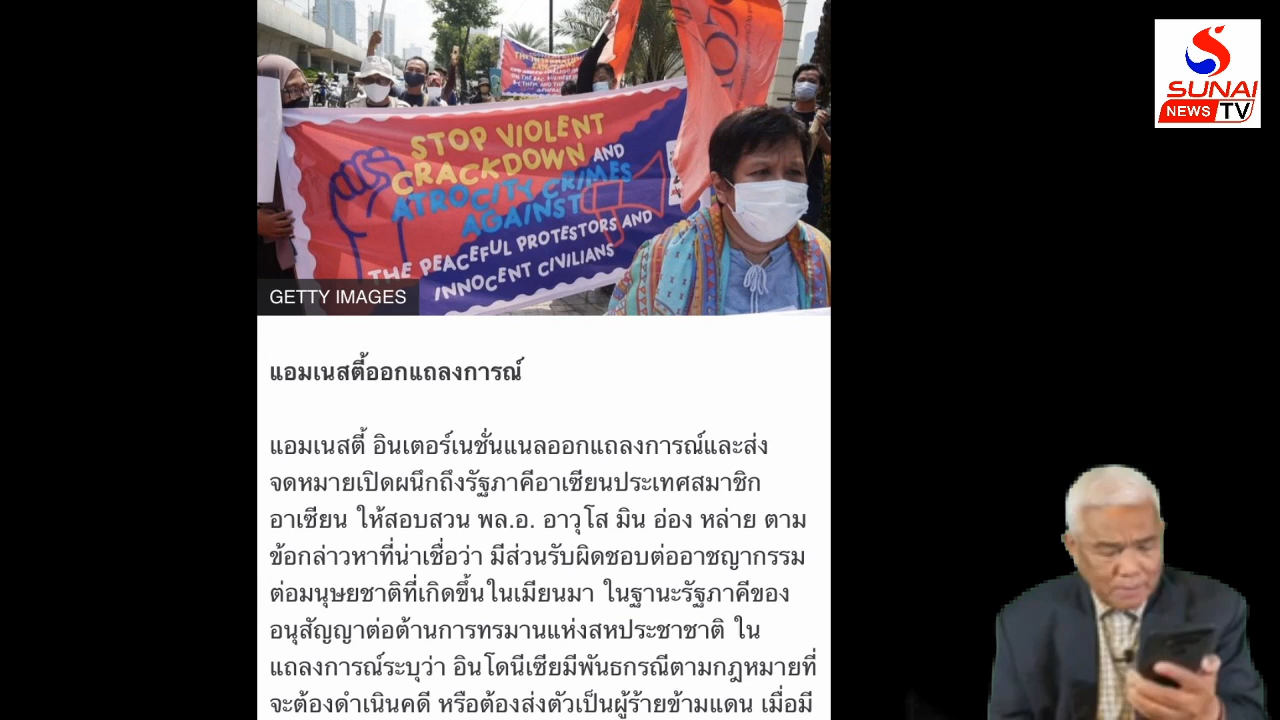 STOP VIOLENT
CRACKDOWN AND
ATROCITY CRIMES
AGAINST
THE PEACEFUL PROTESTORS AND
INNOCENT CIVILIANS
GETTY IMAGES
SUNAI
NEWS TV
แอมเนสตี้ออกแถลงการณ์
แอมเนสตี้ อินเตอร์เนชั่นแนลออกแถลงการณ์และส่ง
จดหมายเปิดผนึกถึงรัฐภาคีอาเซียนประเทศสมาชิก
อาเซียน ให้สอบสวน พล.อ. อาวุโส มิน อ่อง หล่าย ตาม
ข้อกล่าวหาที่น่าเชื่อว่า มีส่วนรับผิดชอบต่ออาชญากรรม
ต่อมนุษยชาติที่เกิดขึ้นในเมียนมา ในฐานะรัฐภาคีของ
อนุสัญญาต่อต้านการทรมานแห่งสหประชาชาติ ใน
แถลงการณ์ระบุว่า อินโดนีเซียมีพันธกรณีตามกฎหมายที่
จะต้องดำเนินคดี หรือต้องส่งตัวเป็นผู้ร้ายข้ามแดน เมื่อมี